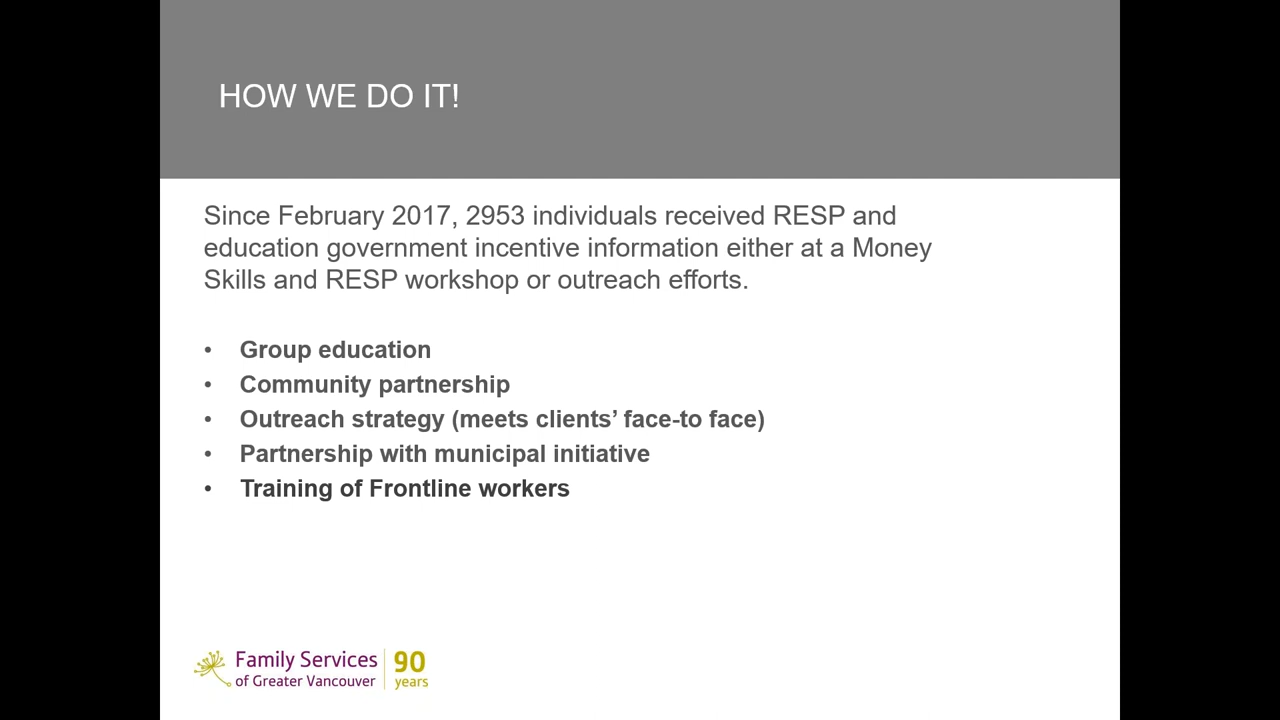 HOW WE DO IT!
Since February 2017, 2953 individuals received RESP and
education government incentive information either at a Money
Skills and RESP workshop or outreach efforts.
• Group education
• Community partnership
• Outreach strategy (meets clients’ face-to face)
• Partnership with municipal initiative
• Training of Frontline workers
Family Services
of Greater Vancouver
90
years